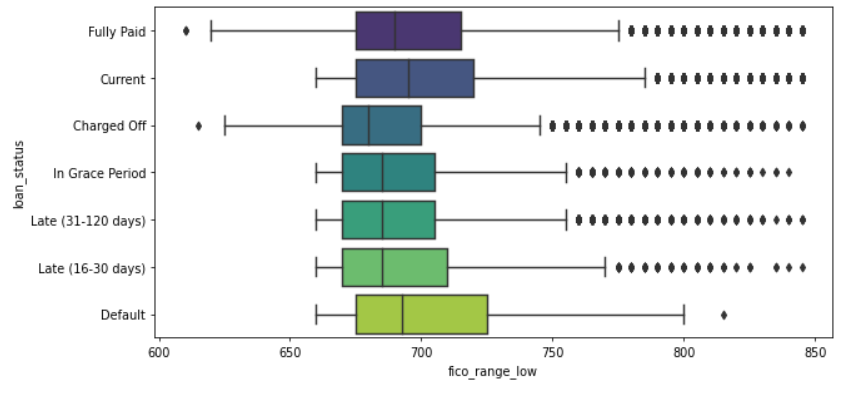 Fully Paid
Current
Charged Off
In Grace Period
Late (31-120 days)
Late (16-30 days)
Default
loan_status
600 650 700 750 800 850
fico_range_low